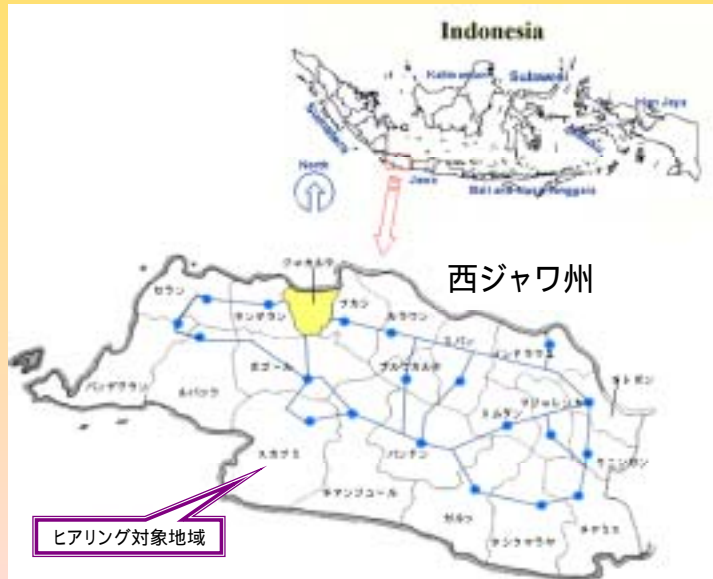 Indonesia
Kalimantan
Sulawesi
Irian Jaya
Sumatera
Maluku
North
Jawa
Bali and Nusa Tenggara
西ジャワ州
ジャカルタ
セラン
タンゲラン
ブカシ
カラワン
スバン
インドラマユ
チレボン
パンデグラン
ルバック
ボゴール
プルワカルタ
スムダン
マジャレンカ
クニンガン
スカブミ
バンドン
チアンジュール
ガルト
タシクマラヤ
チアミス
ヒアリング対象地域